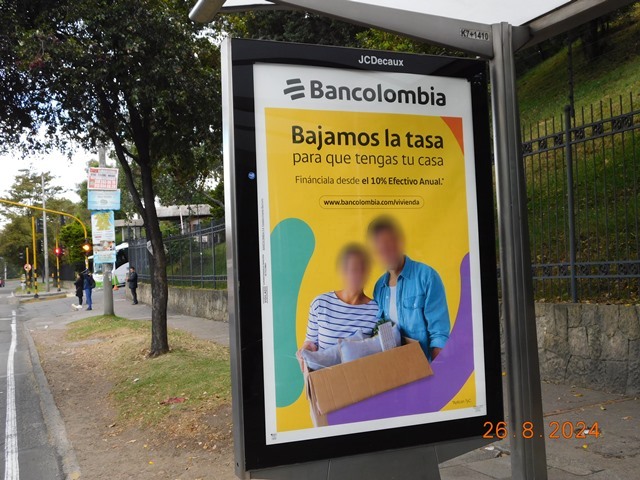 K7+1410
JCDecaux
Bancolombia
Bajamos la tasa
para que tengas tu casa
Fináncíala desde el 10% Efectivo Anual.*
www.bancolombia.com/vivienda
26.8.2024